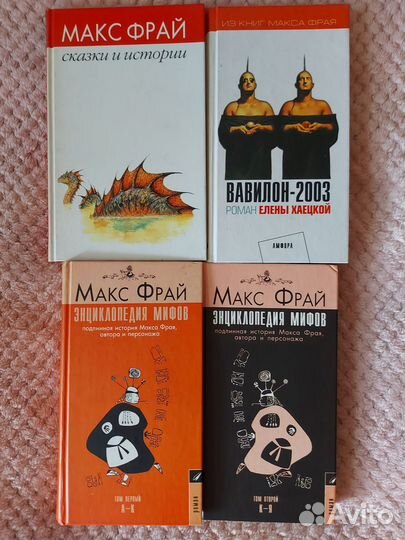 МАКС ФРАЙ
сказки и истории
ИЗ КНИГ МАКСА ФРАЯ
ВАВИЛОН-2003
РОМАН ЕЛЕНЫ ХАЕЦКОЙ
АМФОРА
МАКС ФРАЙ
ЭНЦИКЛОПЕДИЯ МИФОВ
подлинная история Макса Фрая,
автора и персонажа
ТОМ ПЕРВЫЙ
А – К
МАКС ФРАЙ
ЭНЦИКЛОПЕДИЯ МИФОВ
подлинная история Макса Фрая,
автора и персонажа
ТОМ ВТОРОЙ
К – Я
Avito